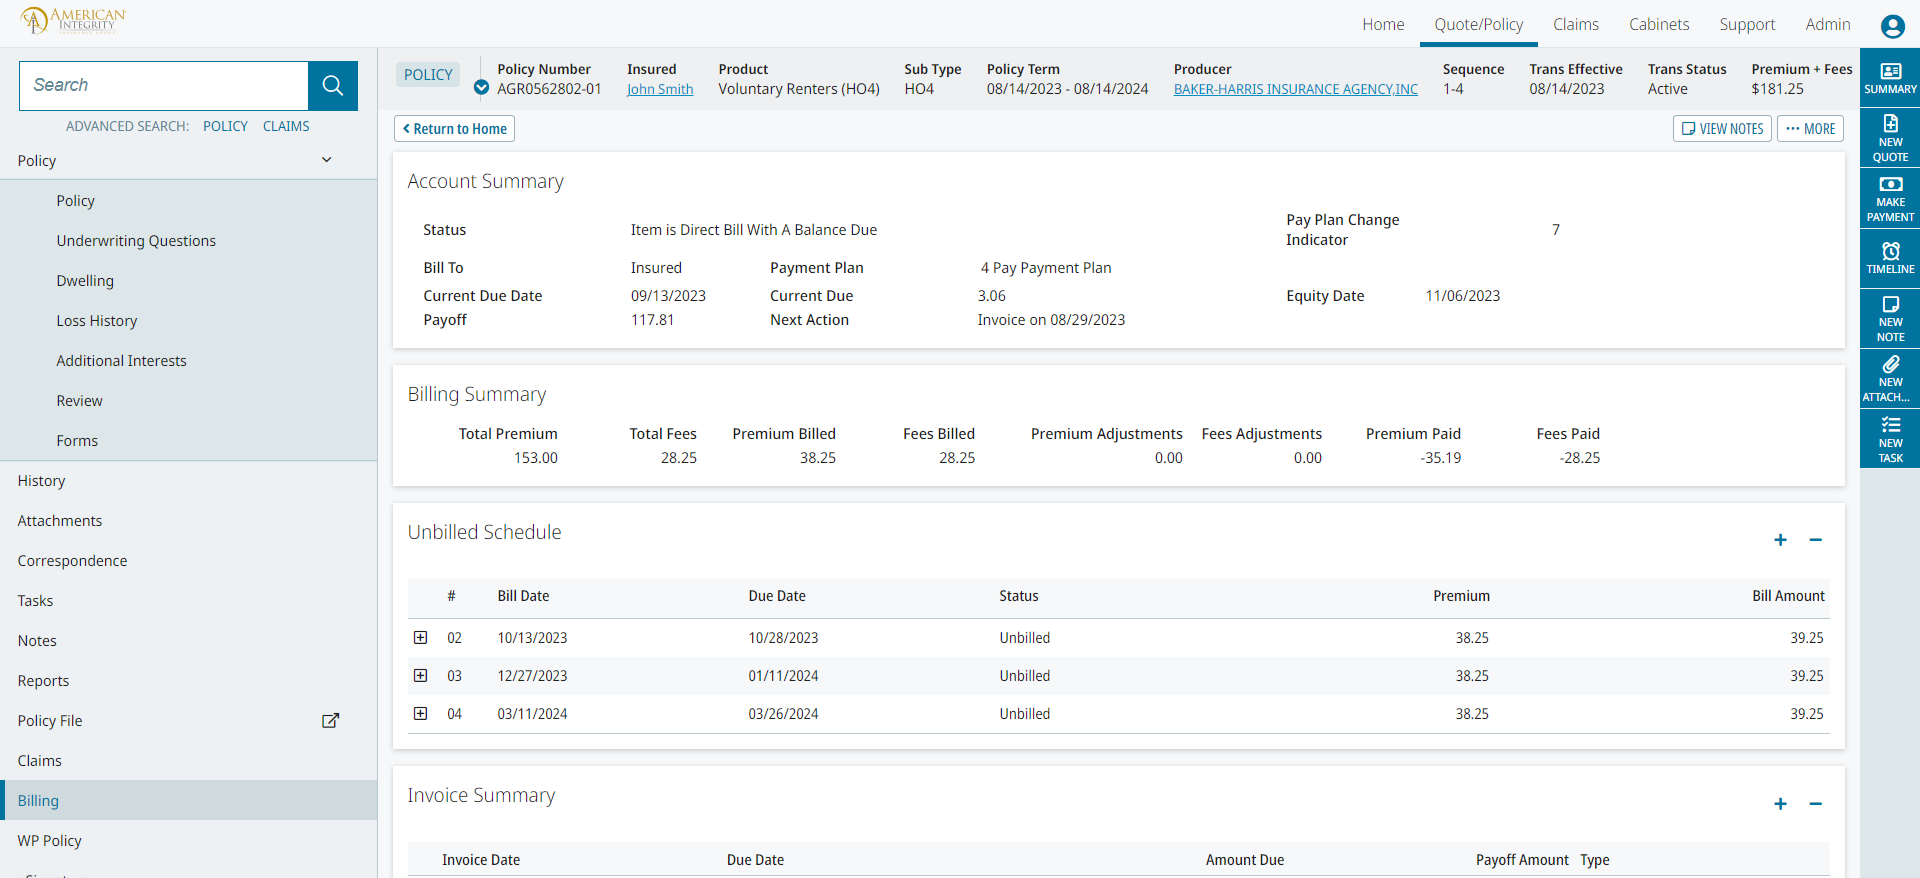 AMERICAN
INTEGRITY
Home
Quote/Policy
Claims
Cabinets
Support
Admin
Search
ADVANCED SEARCH: POLICY CLAIMS
Policy
Policy
Underwriting Questions
Dwelling
Loss History
Additional Interests
Review
Forms
History
Attachments
Correspondence
Tasks
Notes
Reports
Policy File
Claims
Billing
WP Policy
POLICY
Policy Number Insured Product Sub Type Policy Term Producer Sequence Trans Effective Trans Status Premium + Fees
AGR0562802-01 John Smith Voluntary Renters (HO4) HO4 08/14/2023 - 08/14/2024 BAKER-HARRIS INSURANCE AGENCY,INC 1-4 08/14/2023 Active $181.25
Return to Home
VIEW NOTES
MORE
Account Summary
Status Item is Direct Bill With A Balance Due
Pay Plan Change
Indicator
7
Bill To Insured Payment Plan 4 Pay Payment Plan
Current Due Date 09/13/2023 Current Due 3.06 Equity Date 11/06/2023
Payoff 117.81 Next Action Invoice on 08/29/2023
Billing Summary
Total Premium Total Fees Premium Billed Fees Billed Premium Adjustments Fees Adjustments Premium Paid Fees Paid
153.00 28.25 38.25 28.25 0.00 0.00 -35.19 -28.25
Unbilled Schedule
# Bill Date Due Date Status Premium Bill Amount
02 10/13/2023 10/28/2023 Unbilled 38.25 39.25
03 12/27/2023 01/11/2024 Unbilled 38.25 39.25
04 03/11/2024 03/26/2024 Unbilled 38.25 39.25
Invoice Summary
Invoice Date Due Date Amount Due Payoff Amount Type
SUMMARY
NEW
QUOTE
MAKE
PAYMENT
TIMELINE
NEW
NOTE
NEW
ATTACH...
NEW
TASK